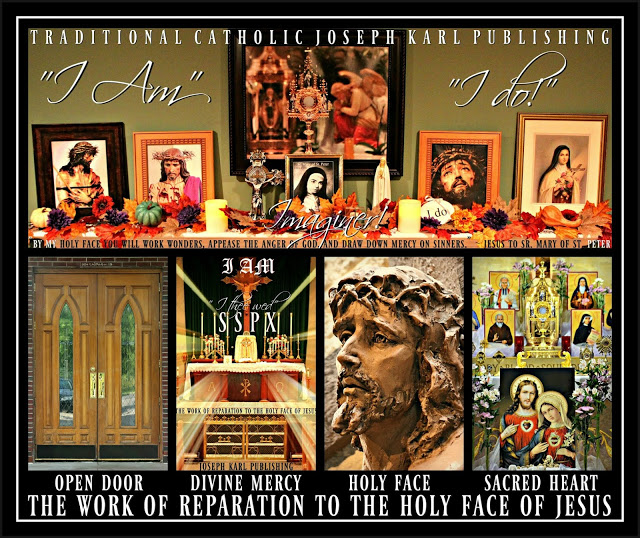 TRADITIONAL CATHOLIC JOSEPH KARL PUBLISHING
"I Am"
"I do!"
I do
Imaginer!
BY MY HOLY FACE YOU WILL WORK WONDERS, APPEASE THE ANGER OF GOD, AND DRAW DOWN MERCY ON SINNERS. JESUS TO SR. MARY OF ST. PETER
I AM
"I thee wed"
SSPX
THE WORK OF REPARATION TO THE HOLY FACE OF JESUS
JOSEPH KARL PUBLISHING
OPEN DOOR
DIVINE MERCY
HOLY FACE
SACRED HEART
THE WORK OF REPARATION TO THE HOLY FACE OF JESUS